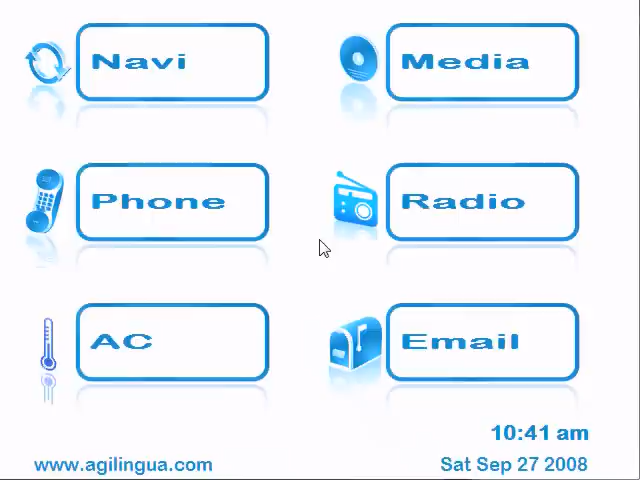 Navi
Media
Phone
Radio
AC
Email
10:41 am
www.agilingua.com
Sat Sep 27 2008